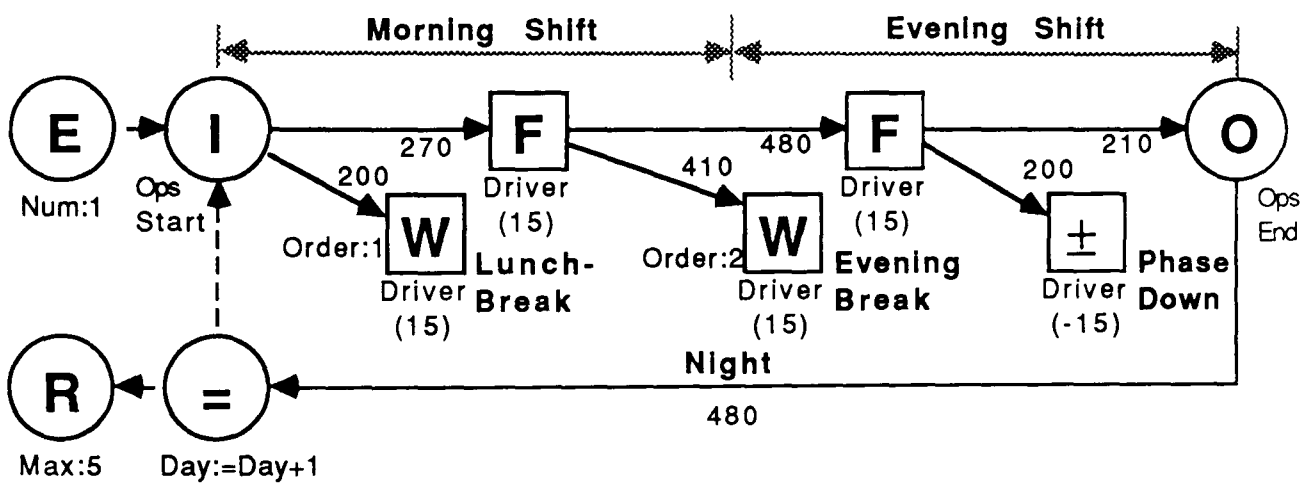 Morning Shift
Evening Shift
E
I
F
F
O
270
480
210
200
410
200
Num:1
Ops
Start
Driver
(15)
Driver
(15)
Ops
End
Order:1
W
Lunch-
Break
Driver
(15)
Order:2
W
Evening
Break
Driver
(15)
±
Phase
Down
Driver
(-15)
Night
R
=
480
Max:5
Day:=Day+1